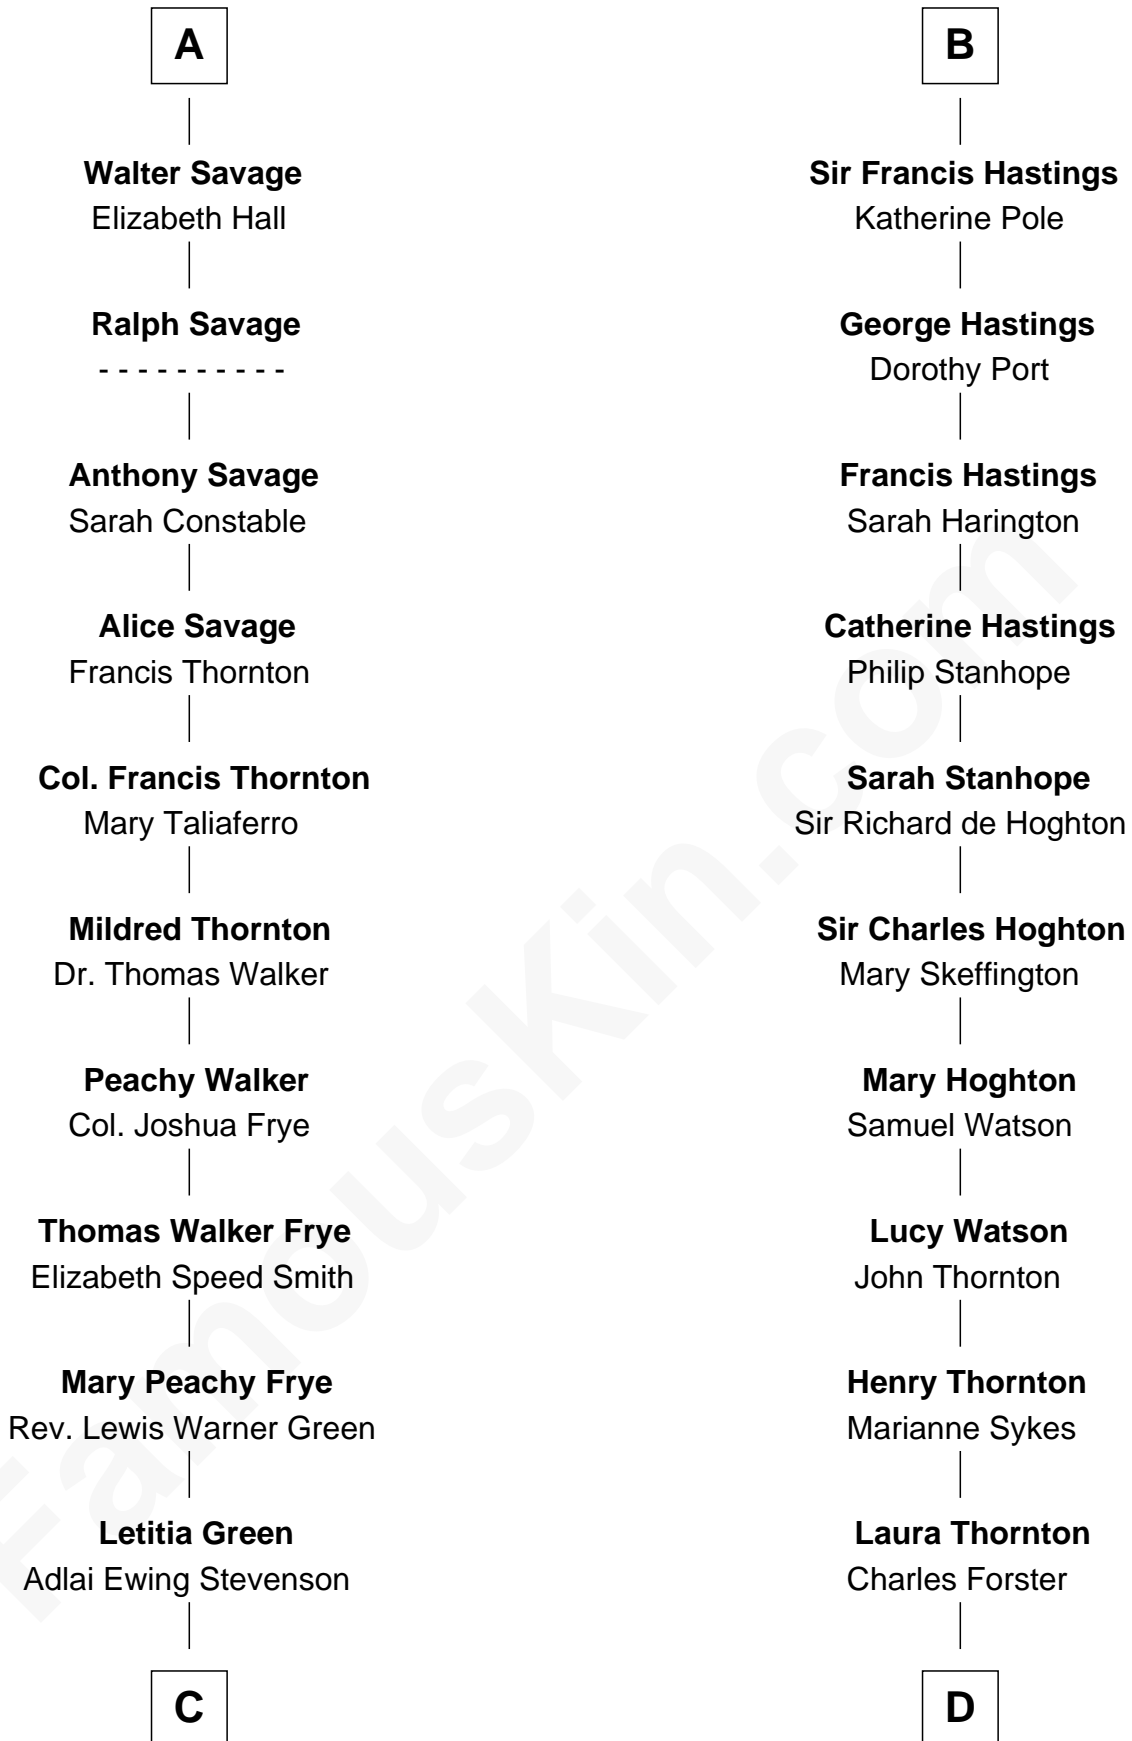 A
Walter Savage
Elizabeth Hall
Ralph Savage
- - - - - - - - - -
Anthony Savage
Sarah Constable
Alice Savage
Francis Thornton
Col. Francis Thornton
Mary Taliaferro
Mildred Thornton
Dr. Thomas Walker
Peachy Walker
Col. Joshua Frye
Thomas Walker Frye
Elizabeth Speed Smith
Mary Peachy Frye
Rev. Lewis Warner Green
Letitia Green
Adlai Ewing Stevenson
C
B
Sir Francis Hastings
Katherine Pole
George Hastings
Dorothy Port
Francis Hastings
Sarah Harington
Catherine Hastings
Philip Stanhope
Sarah Stanhope
Sir Richard de Hoghton
Sir Charles Hoghton
Mary Skeffington
Mary Hoghton
Samuel Watson
Lucy Watson
John Thornton
Henry Thornton
Marianne Sykes
Laura Thornton
Charles Forster
D
FamousKin.com